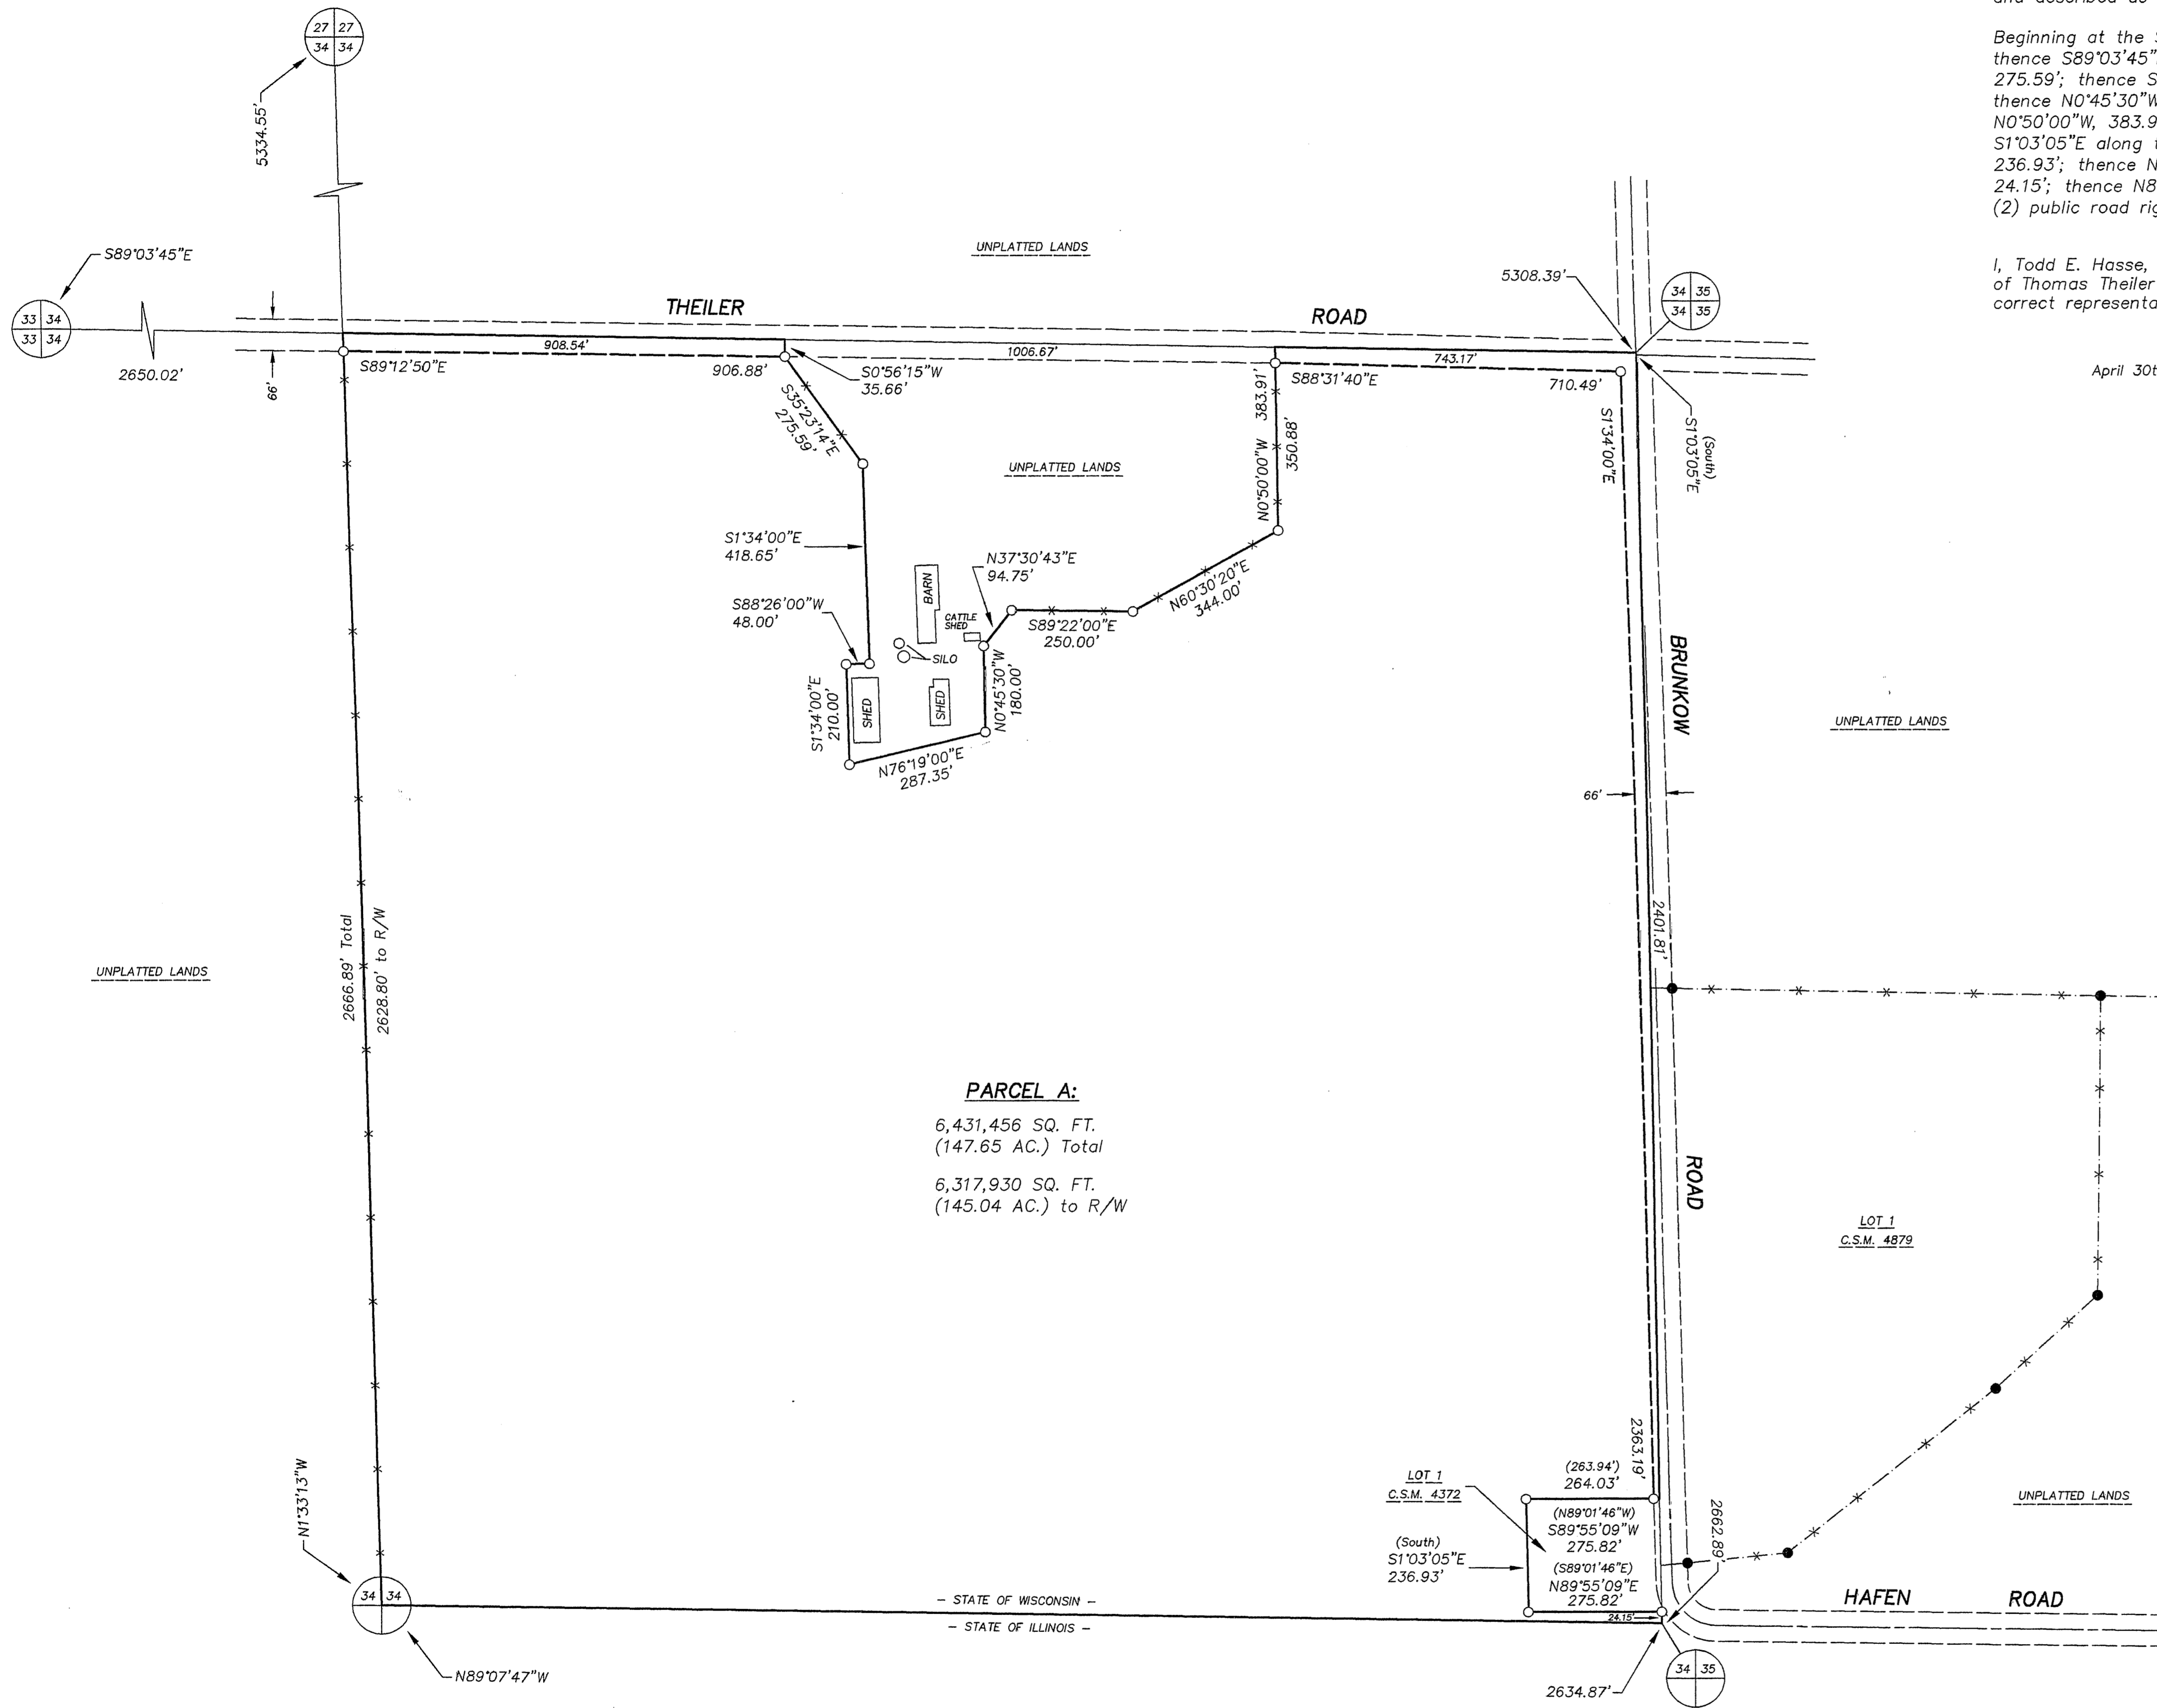 and described as
Beginning at the
thence S89°03'45"
275.59'; thence S
thence N0°45'30"W
N0°50'00"W, 383.9
S1°03'05"E along
236.93'; thence N
24.15'; thence N8
(2) public road
I, Todd E. Hasse,
of Thomas Theiler
correct
April 30t
27 27
34 34
5334.55'
S89°03'45"E
33 34
33 34
2650.02'
66'
UNPLATTED LANDS
THEILER
ROAD
5308.39'
34 35
34 35
908.54'
1006.67'
743.17'
S89°12'50"E
906.88'
S0°56'15"W
35.66'
S88°31'40"E
710.49'
S35°23'14"E
275.59'
N0°50'00"W 383.91'
350.88'
S1°34'00"E
(South)
S1°03'05"E
UNPLATTED LANDS
S1°34'00"E
418.65'
N37°30'43"E
94.75'
BARN
CATTLE
SHED
S88°26'00"W
48.00'
N60°30'20"E
344.00'
S89°22'00"E
250.00'
SILO
S1°34'00"E
210.00'
SHED
SHED
N0°45'30"W
180.00'
N76°19'00"E
287.35'
BRUNKOW
UNPLATTED LANDS
66'
2401.81'
2666.89' Total
2628.80' to R/W
UNPLATTED LANDS
PARCEL A:
6,431,456 SQ. FT.
(147.65 AC.) Total
6,317,930 SQ. FT.
(145.04 AC.) to R/W
ROAD
LOT 1
C.S.M. 4879
2363.19'
(263.94')
264.03'
LOT 1
C.S.M. 4372
(N89°01'46"W)
S89°55'09"W
275.82'
(S89°01'46"E)
N89°55'09"E
275.82'
(South)
S1°03'05"E
236.93'
24.15'
2662.89'
UNPLATTED LANDS
N1°33'13"W
34 34
– STATE OF WISCONSIN –
– STATE OF ILLINOIS –
HAFEN
ROAD
N89°07'47"W
34 35
2634.87'